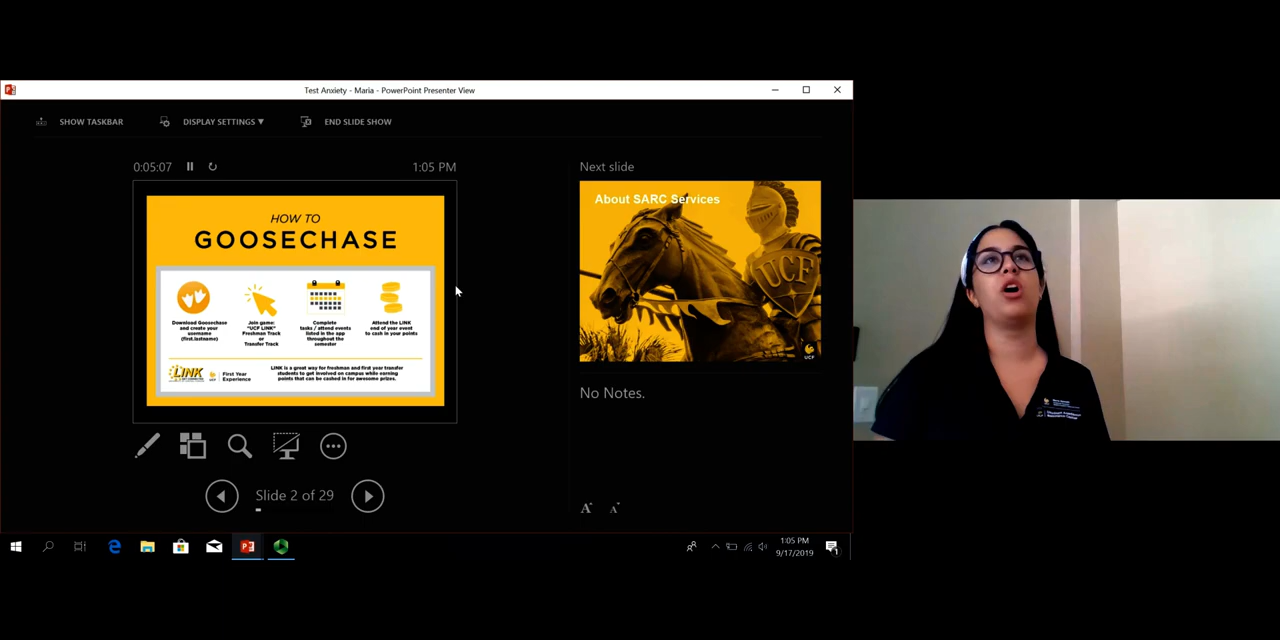 Test Anxiety - Maria - PowerPoint Presenter View
SHOW TASKBAR
DISPLAY SETTINGS ▼
END SLIDE SHOW
0:05:07
1:05 PM
HOW TO
GOOSECHASE
Download Goosechase
and create your
username
(first.lastname)
Join game:
"UCF LINK"
Freshman Track
or
Transfer Track
Complete
tasks / attend events
listed in the app
throughout the
semester
Attend the LINK
end of year event
to cash in your points
LINK
UCF
First Year
Experience
LINK is a great way for freshman and first year transfer
students to get involved on campus while earning
points that can be cashed in for awesome prizes.
Slide 2 of 29
Next slide
About SARC Services
UCF
UCF
No Notes.
A A
1:05 PM
9/17/2019